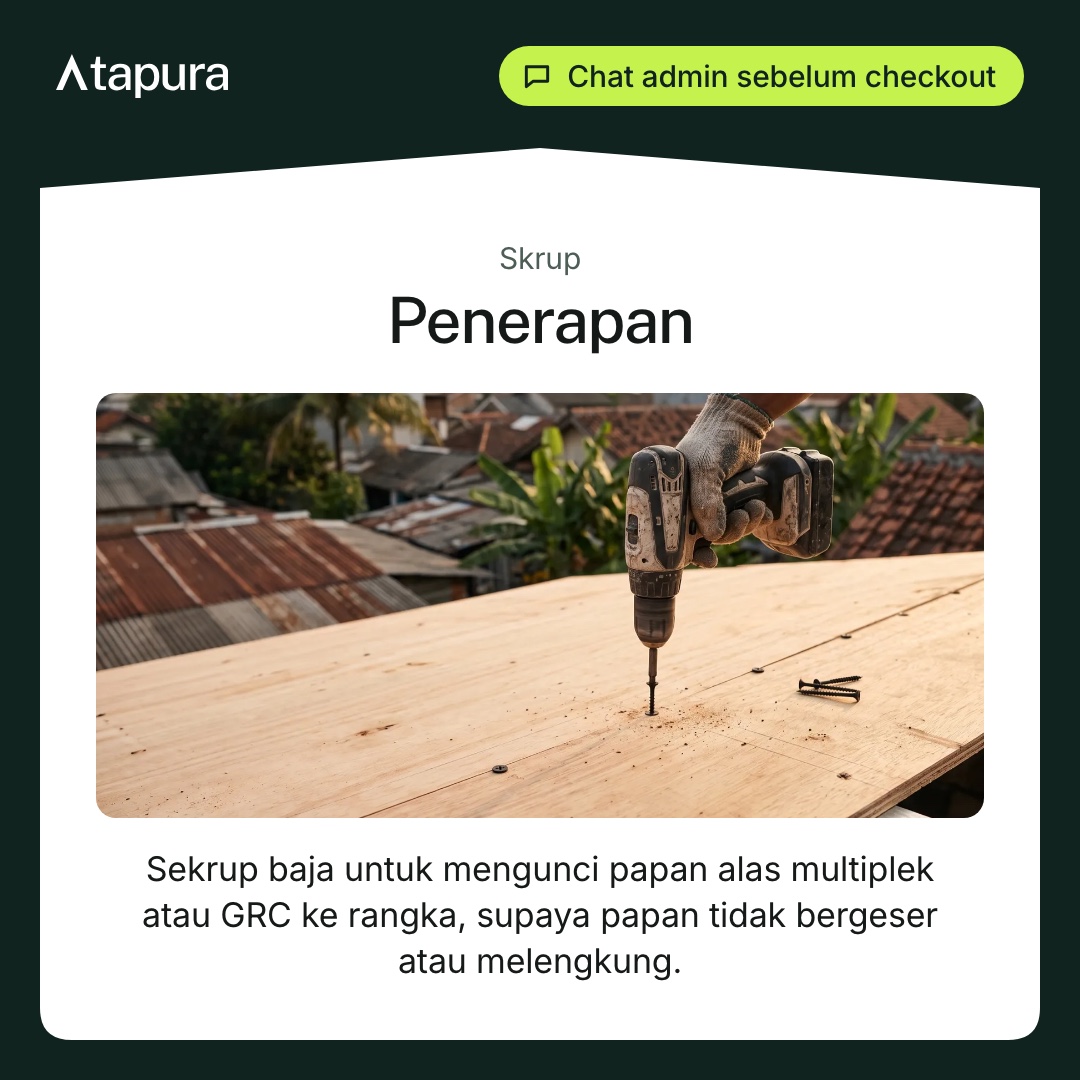 Atapura
Chat admin sebelum checkout
Skrup
Penerapan
Sekrup baja untuk mengunci papan alas multiplek
atau GRC ke rangka, supaya papan tidak bergeser
atau melengkung.